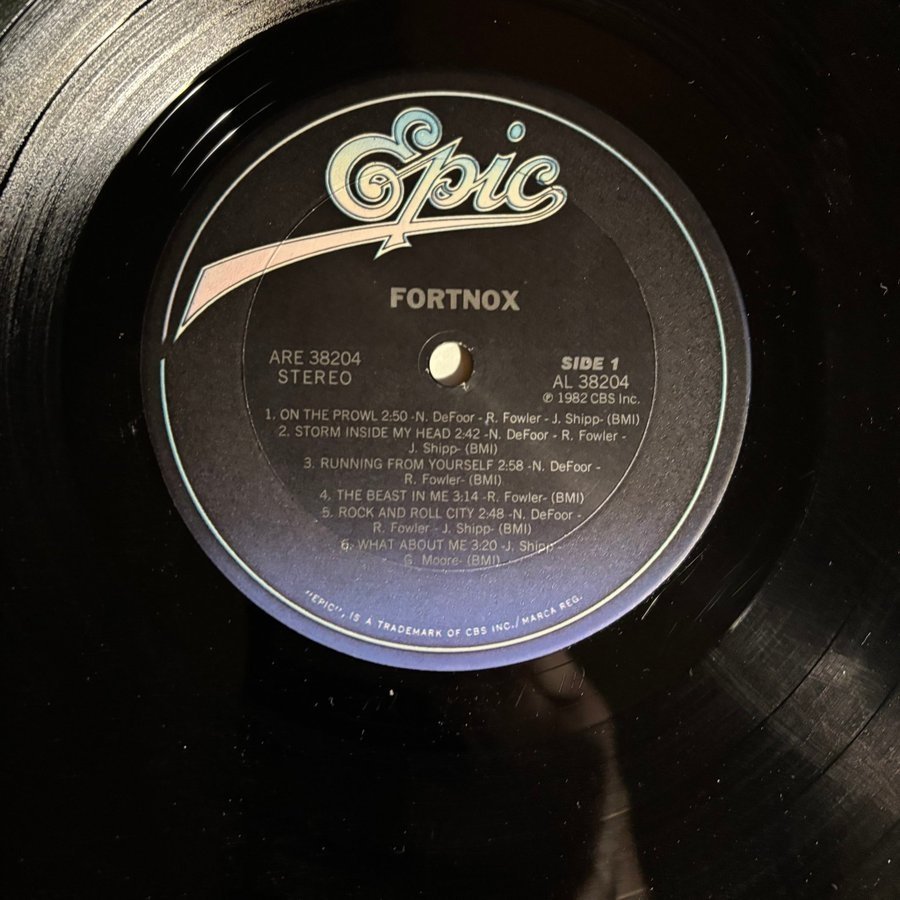 Epic
FORTNOX
ARE 38204
STEREO
SIDE 1
AL 38204
℗ 1982 CBS Inc.
1. ON THE PROWL 2:50 -N. DeFoor - R. Fowler - J. Shipp- (BMI)
2. STORM INSIDE MY HEAD 2:42 -N. DeFoor - R. Fowler -
J. Shipp- (BMI)
3. RUNNING FROM YOURSELF 2:58 -N. DeFoor -
R. Fowler- (BMI)
4. THE BEAST IN ME 3:14 -R. Fowler- (BMI)
5. ROCK AND ROLL CITY 2:48 -N. DeFoor -
R. Fowler - J. Shipp- (BMI)
6. WHAT ABOUT ME 3:20 -J. Shipp -
G. Moore- (BMI)
"EPIC", IS A TRADEMARK OF CBS INC./MARCA REG.